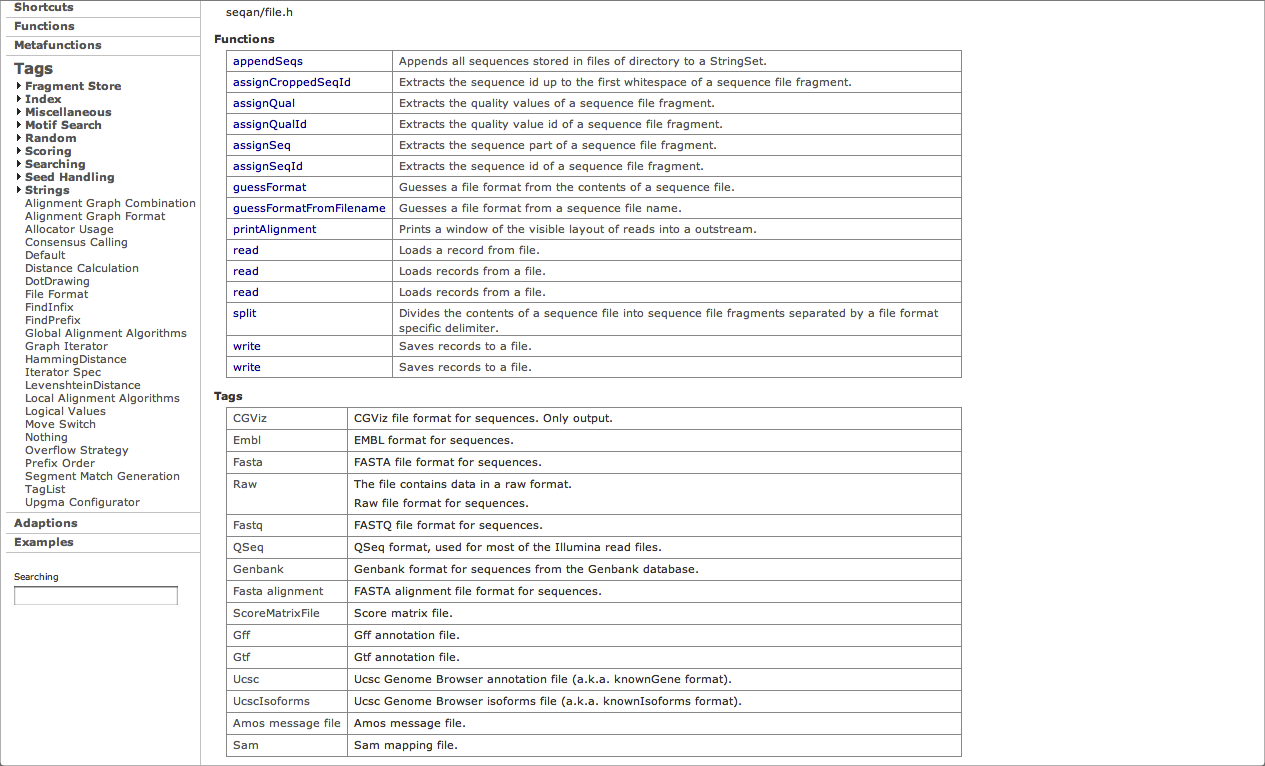 Shortcuts
Functions
Metafunctions
Tags
Fragment Store
Index
Miscellaneous
Motif Search
Random
Scoring
Searching
Seed Handling
Strings
Alignment Graph Combination
Alignment Graph Format
Allocator Usage
Consensus Calling
Default
Distance Calculation
DotDrawing
File Format
FindInfix
FindPrefix
Global Alignment Algorithms
Graph Iterator
HammingDistance
Iterator Spec
LevenshteinDistance
Local Alignment Algorithms
Logical Values
Move Switch
Nothing
Overflow Strategy
Prefix Order
Segment Match Generation
TagList
Upgma Configurator
Adaptions
Examples
Searching
seqan/file.h
Functions
appendSeqs Appends all sequences stored in files of directory to a StringSet.
assignCroppedSeqId Extracts the sequence id up to the first whitespace of a sequence file fragment.
assignQual Extracts the quality values of a sequence file fragment.
assignQualId Extracts the quality value id of a sequence file fragment.
assignSeq Extracts the sequence part of a sequence file fragment.
assignSeqId Extracts the sequence id of a sequence file fragment.
guessFormat Guesses a file format from the contents of a sequence file.
guessFormatFromFilename Guesses a file format from a sequence file name.
printAlignment Prints a window of the visible layout of reads into a outstream.
read Loads a record from file.
read Loads records from a file.
read Loads records from a file.
split Divides the contents of a sequence file into sequence file fragments separated by a file format
specific delimiter.
write Saves records to a file.
write Saves records to a file.
Tags
CGViz CGViz file format for sequences. Only output.
Embl EMBL format for sequences.
Fasta FASTA file format for sequences.
Raw The file contains data in a raw format.
Raw file format for sequences.
Fastq FASTQ file format for sequences.
QSeq QSeq format, used for most of the Illumina read files.
Genbank Genbank format for sequences from the Genbank database.
Fasta alignment FASTA alignment file format for sequences.
ScoreMatrixFile Score matrix file.
Gff Gff annotation file.
Gtf Gtf annotation file.
Ucsc Ucsc Genome Browser annotation file (a.k.a. knownGene format).
UcscIsoforms Ucsc Genome Browser isoforms file (a.k.a. knownIsoforms format).
Amos message file Amos message file.
Sam Sam mapping file.